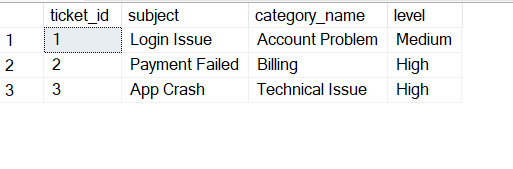 ticket_id subject category_name level
1 1 Login Issue Account Problem Medium
2 2 Payment Failed Billing High
3 3 App Crash Technical Issue High